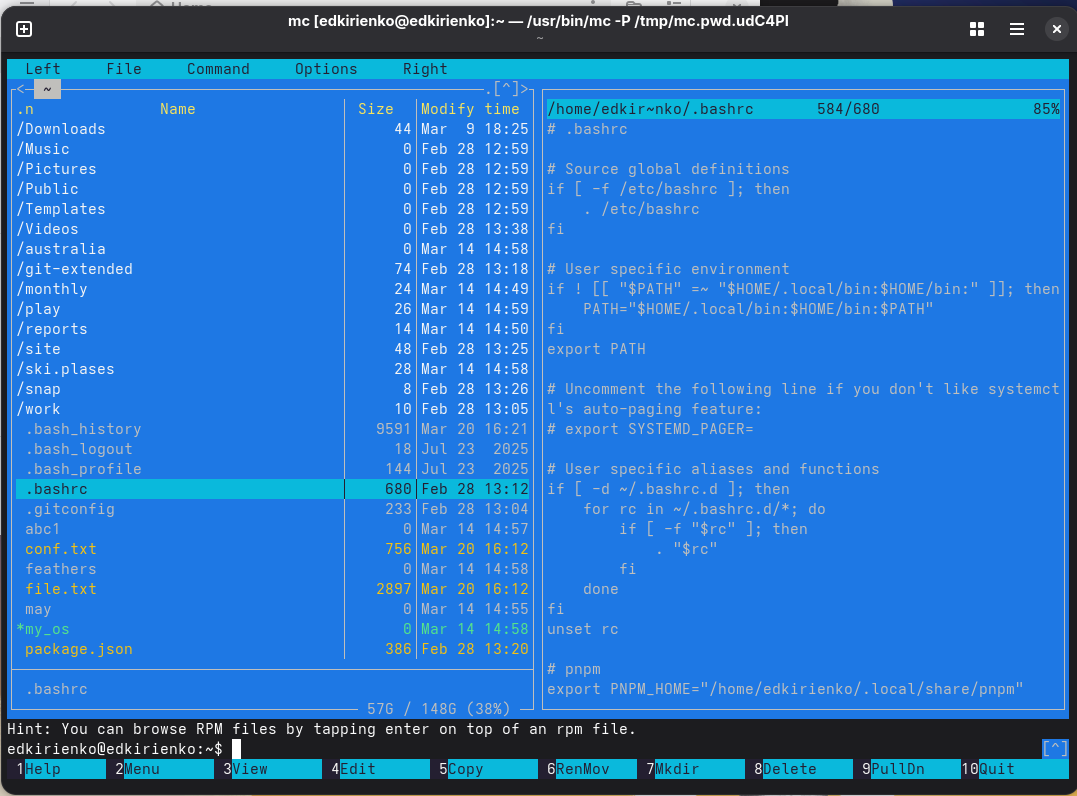 mc [edkirienko@edkirienko]:~ — /usr/bin/mc -P /tmp/mc.pwd.udC4PI
~
Left File Command Options Right
<─ ~ .[^]>
.n Name Size Modify time
/Downloads 44 Mar 9 18:25
/Music 0 Feb 28 12:59
/Pictures 0 Feb 28 12:59
/Public 0 Feb 28 12:59
/Templates 0 Feb 28 12:59
/Videos 0 Feb 28 13:38
/australia 0 Mar 14 14:58
/git-extended 74 Feb 28 13:18
/monthly 24 Mar 14 14:49
/play 26 Mar 14 14:59
/reports 14 Mar 14 14:50
/site 48 Feb 28 13:25
/ski.plases 28 Mar 14 14:58
/snap 8 Feb 28 13:26
/work 10 Feb 28 13:05
.bash_history 9591 Mar 20 16:21
.bash_logout 18 Jul 23 2025
.bash_profile 144 Jul 23 2025
.bashrc 680 Feb 28 13:12
.gitconfig 233 Feb 28 13:04
abc1 0 Mar 14 14:57
conf.txt 756 Mar 20 16:12
feathers 0 Mar 14 14:58
file.txt 2897 Mar 20 16:12
may 0 Mar 14 14:55
*my_os 0 Mar 14 14:58
package.json 386 Feb 28 13:20
.bashrc
57G / 148G (38%)
/home/edkir~nko/.bashrc 584/680 85%
# .bashrc
# Source global definitions
if [ -f /etc/bashrc ]; then
. /etc/bashrc
fi
# User specific environment
if ! [[ "$PATH" =~ "$HOME/.local/bin:$HOME/bin:" ]]; then
PATH="$HOME/.local/bin:$HOME/bin:$PATH"
fi
export PATH
# Uncomment the following line if you don't like systemct
l's auto-paging feature:
# export SYSTEMD_PAGER=
# User specific aliases and functions
if [ -d ~/.bashrc.d ]; then
for rc in ~/.bashrc.d/*; do
if [ -f "$rc" ]; then
. "$rc"
fi
done
fi
unset rc
# pnpm
export PNPM_HOME="/home/edkirienko/.local/share/pnpm"
Hint: You can browse RPM files by tapping enter on top of an rpm file.
edkirienko@edkirienko:~$ [^]
1Help 2Menu 3View 4Edit 5Copy 6RenMov 7Mkdir 8Delete 9PullDn 10Quit